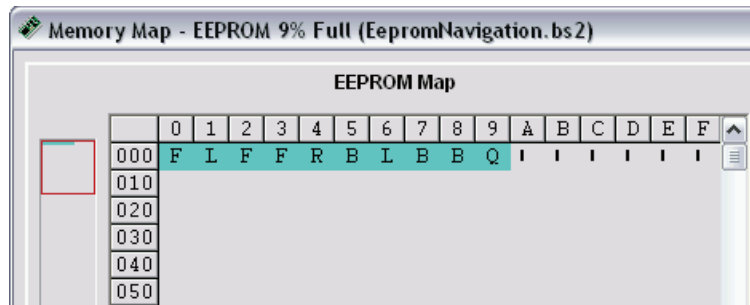 Memory Map - EEPROM 9% Full (EepromNavigation.bs2)
EEPROM Map
0 1 2 3 4 5 6 7 8 9 A B C D E F
000 F L F F R B L B B Q
010
020
030
040
050